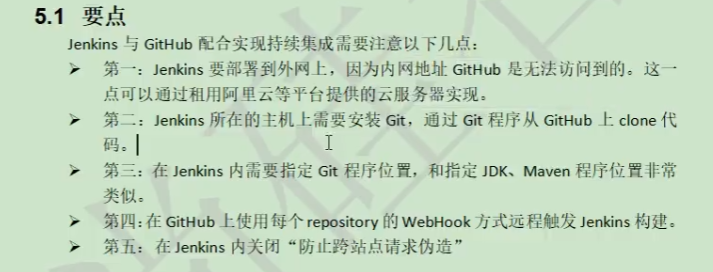 5.1 要点
Jenkins 与 GitHub 配合实现持续集成需要注意以下几点：
➤ 第一：Jenkins 要部署到外网上，因为内网地址 GitHub 是无法访问到的。这一
点可以通过租用阿里云等平台提供的云服务器实现。
➤ 第二：Jenkins 所在的主机上需要安装 Git，通过 Git 程序从 GitHub 上 clone 代
码。
➤ 第三：在 Jenkins 内需要指定 Git 程序位置，和指定 JDK、Maven 程序位置非常
类似。
➤ 第四：在 GitHub 上使用每个 repository 的 WebHook 方式远程触发 Jenkins 构建。
➤ 第五：在 Jenkins 内关闭“防止跨站点请求伪造”